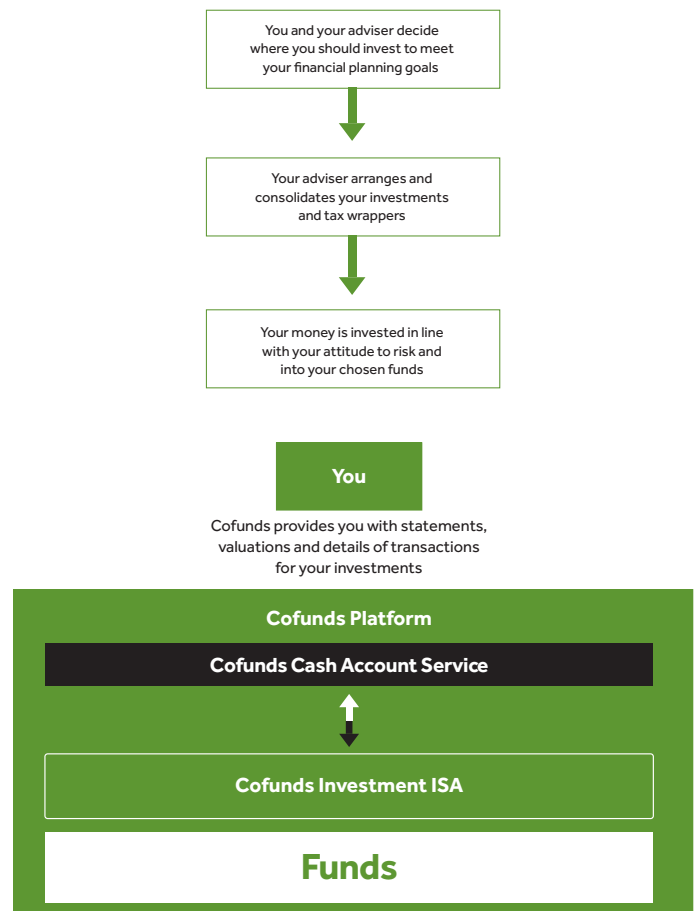 You and your adviser decide
where you should invest to meet
your financial planning goals
Your adviser arranges and
consolidates your investments
and tax wrappers
Your money is invested in line
with your attitude to risk and
into your chosen funds
You
Cofunds provides you with statements,
valuations and details of transactions
for your investments
Cofunds Platform
Cofunds Cash Account Service
Cofunds Investment ISA
Funds